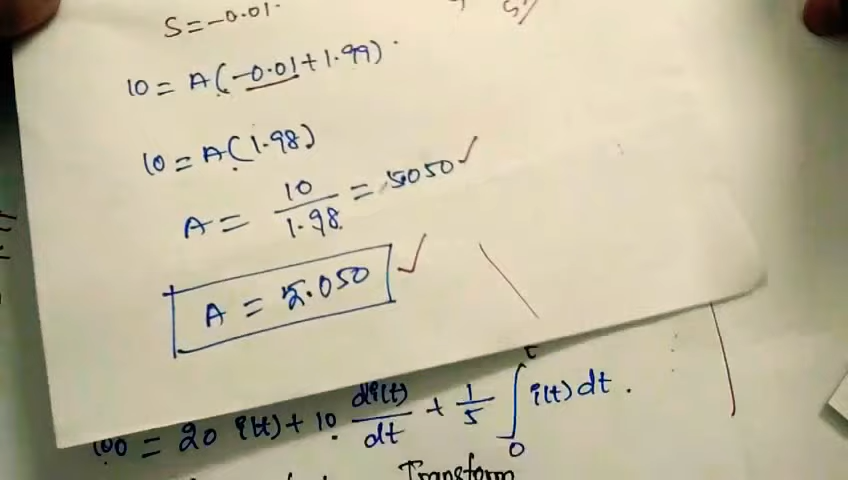 S = -0.01.
10 = A(-0.01+1.99)
10 = A(1.98)
A = 10/1.98 = 5050 ✓
A = 5.050 ✓
100 = 20 i(t) + 10 di(t)/dt + 1/5 ∫₀ᵗ i(t) dt.
Transform